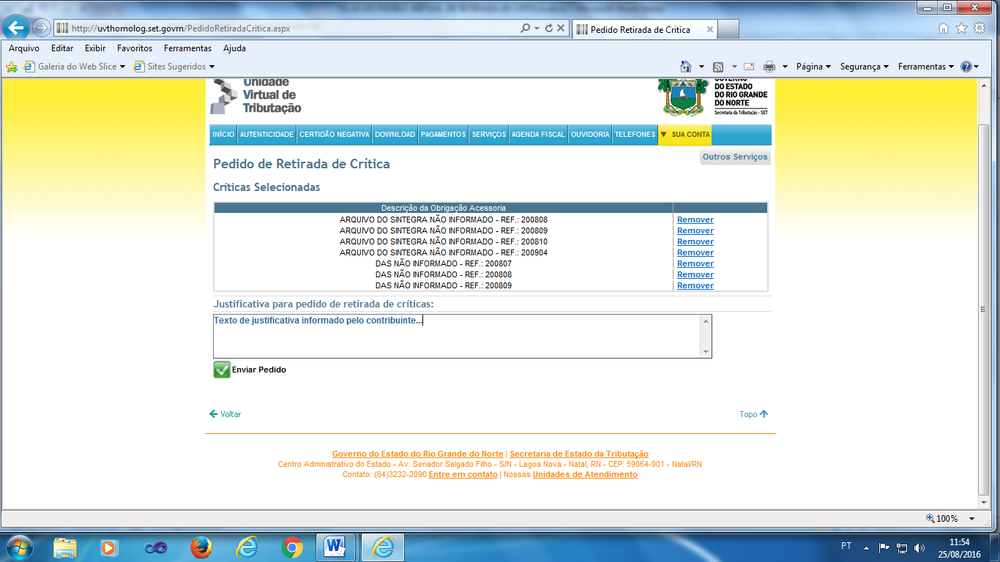 http://uvthomolog.set.govrn/PedidoRetiradaCritica.aspx
Pedido Retirada de Critica
Arquivo Editar Exibir Favoritos Ferramentas Ajuda
Galeria do Web Slice Sites Sugeridos Página Segurança Ferramentas
Unidade
Virtual de
Tributação
GOVERNO
DO ESTADO
DO RIO GRANDE
DO NORTE
Secretaria da Tributação - SET
INÍCIO AUTENTICIDADE CERTIDÃO NEGATIVA DOWNLOAD PAGAMENTOS SERVIÇOS AGENDA FISCAL OUVIDORIA TELEFONES SUA CONTA
Outros Serviços
Pedido de Retirada de Crítica
Críticas Selecionadas
Descrição da Obrigação Acessoria
ARQUIVO DO SINTEGRA NÃO INFORMADO - REF.: 200808 Remover
ARQUIVO DO SINTEGRA NÃO INFORMADO - REF.: 200809 Remover
ARQUIVO DO SINTEGRA NÃO INFORMADO - REF.: 200810 Remover
ARQUIVO DO SINTEGRA NÃO INFORMADO - REF.: 200904 Remover
DAS NÃO INFORMADO - REF.: 200807 Remover
DAS NÃO INFORMADO - REF.: 200808 Remover
DAS NÃO INFORMADO - REF.: 200809 Remover
Justificativa para pedido de retirada de críticas:
Texto de justificativa informado pelo contribuinte...
Enviar Pedido
Voltar Topo
Governo do Estado do Rio Grande do Norte | Secretaria de Estado da Tributação
Centro Administrativo do Estado - Av. Senador Salgado Filho - S/N - Lagoa Nova - Natal, RN - CEP: 59064-901 - Natal/RN
Contato: (84)3232-2090 Entre em contato | Nossas Unidades de Atendimento
100%
PT
11:54
25/08/2016